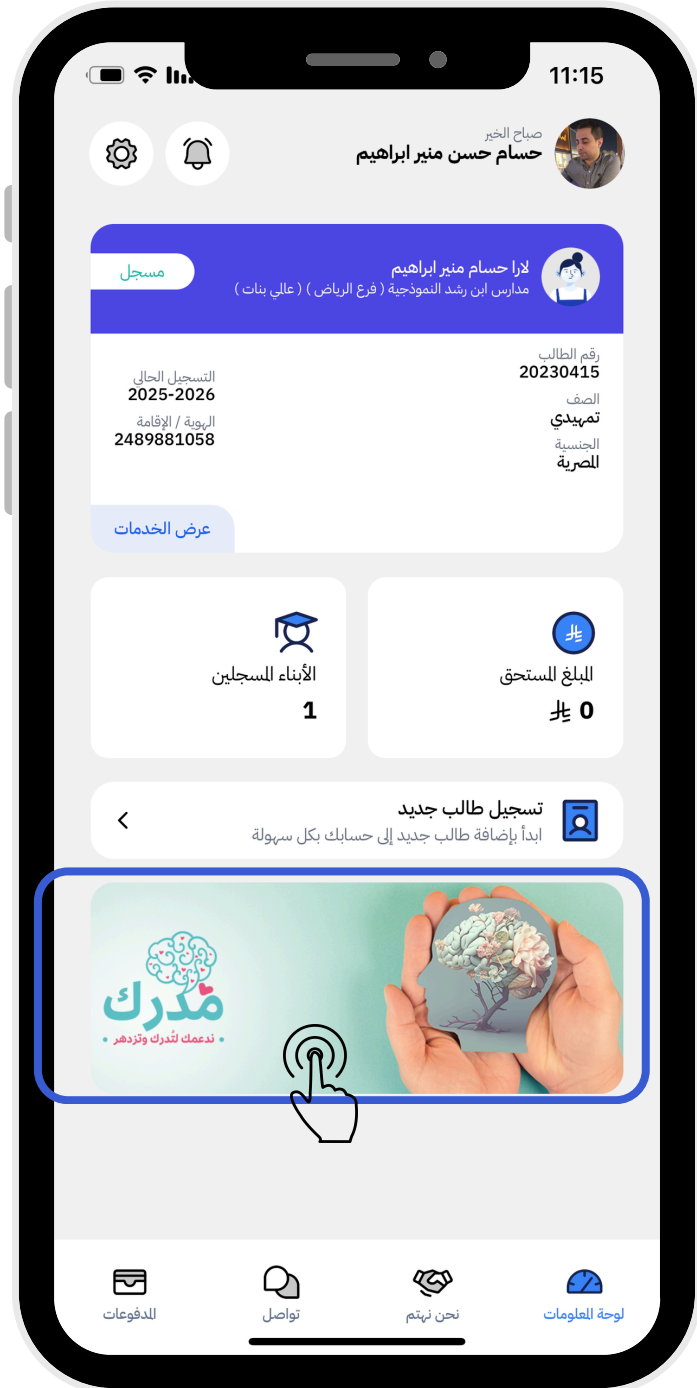 11:15
صباح الخير
حسام حسن منير ابراهيم
لارا حسام منير ابراهيم
مدارس ابن رشد النموذجية ( فرع الرياض ) ( عالمي بنات )
مسجل
رقم الطالب
20230415
الصف
تمهيدي
الجنسية
المصرية
التسجيل الحالي
2025-2026
الهوية / الإقامة
2489881058
عرض الخدمات
المبلغ المستحق
0
الأبناء المسجلين
1
تسجيل طالب جديد
ابدأ بإضافة طالب جديد إلى حسابك بكل سهولة
مُدرك
• ندعمك لتُدرك وتزدهر •
لوحة المعلومات
نحن نهتم
تواصل
المدفوعات